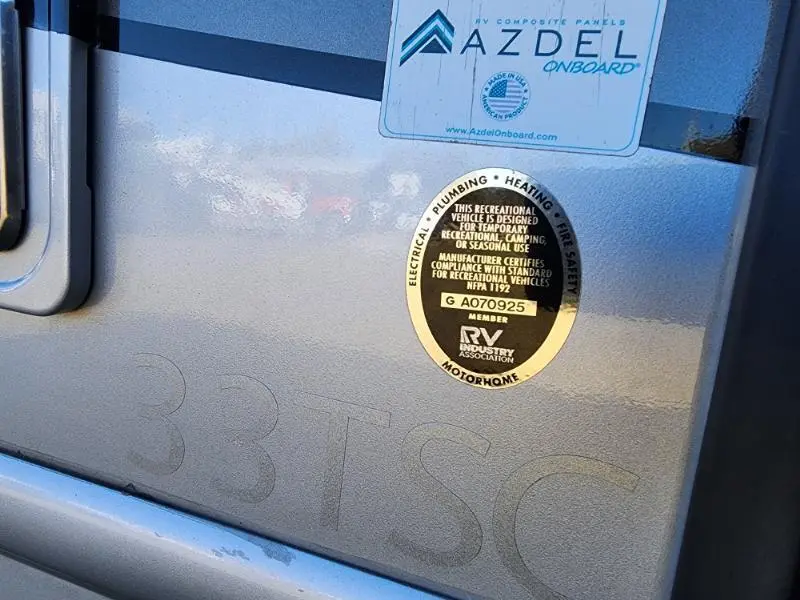 RV COMPOSITE PANELS
AZDEL
ONBOARD®
MADE IN USA
AMERICAN PRODUCT
www.AzdelOnboard.com
ELECTRICAL • PLUMBING • HEATING • FIRE SAFETY
THIS RECREATIONAL
VEHICLE IS DESIGNED
FOR TEMPORARY
RECREATIONAL, CAMPING,
OR SEASONAL USE
MANUFACTURER CERTIFIES
COMPLIANCE WITH STANDARD
FOR RECREATIONAL VEHICLES
NFPA 1192
G A070925
MEMBER
RV
INDUSTRY
ASSOCIATION
MOTORHOME
33TSC